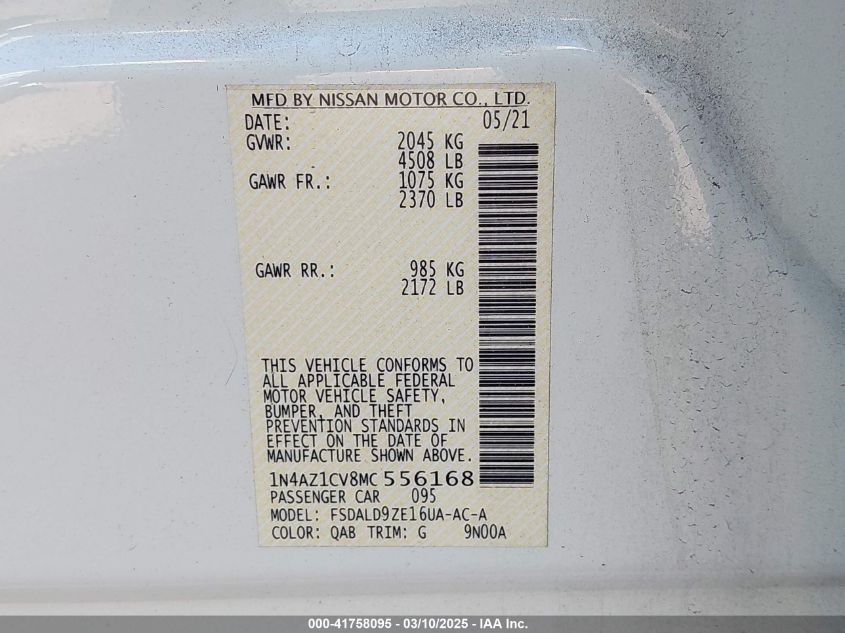 MFD BY NISSAN MOTOR CO., LTD.
DATE: 05/21
GVWR: 2045 KG
4508 LB
GAWR FR.: 1075 KG
2370 LB
GAWR RR.: 985 KG
2172 LB
THIS VEHICLE CONFORMS TO
ALL APPLICABLE FEDERAL
MOTOR VEHICLE SAFETY,
BUMPER, AND THEFT
PREVENTION STANDARDS IN
EFFECT ON THE DATE OF
MANUFACTURE SHOWN ABOVE.
1N4AZ1CV8MC 556168
PASSENGER CAR 095
MODEL: FSDALD9ZE16UA-AC-A
COLOR: QAB TRIM: G 9N00A
000-41758095 - 03/10/2025 - IAA Inc.